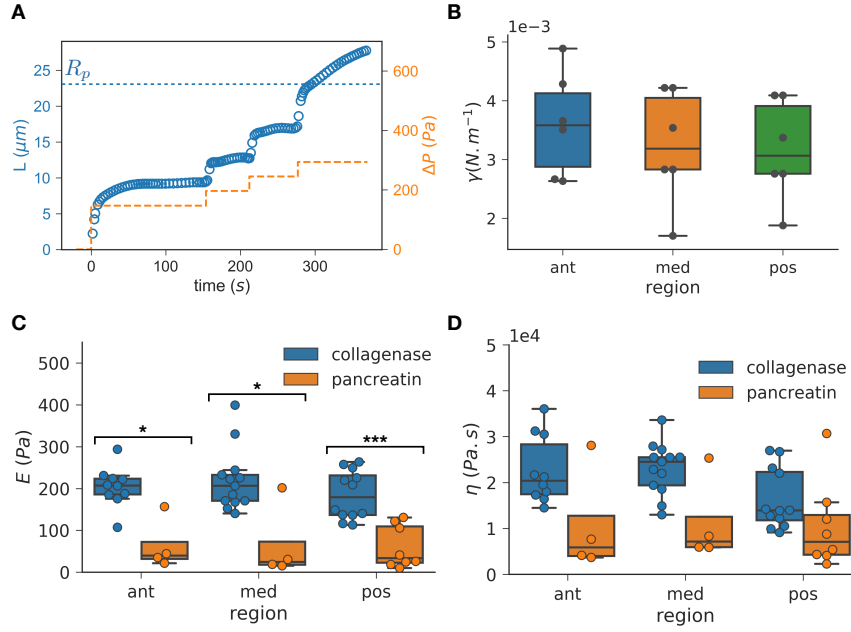 A
R_p
L (μm)
25
20
15
10
5
0
600
400
200
0
ΔP (Pa)
0 100 200 300
time (s)
B
1e−3
5
4
3
2
γ(N.m⁻¹)
ant med pos
region
C
collagenase
pancreatin
500
400
300
200
100
0
E (Pa)
*
*
***
ant med pos
region
D
1e4
collagenase
pancreatin
5
4
3
2
1
0
η (Pa.s)
ant med pos
region